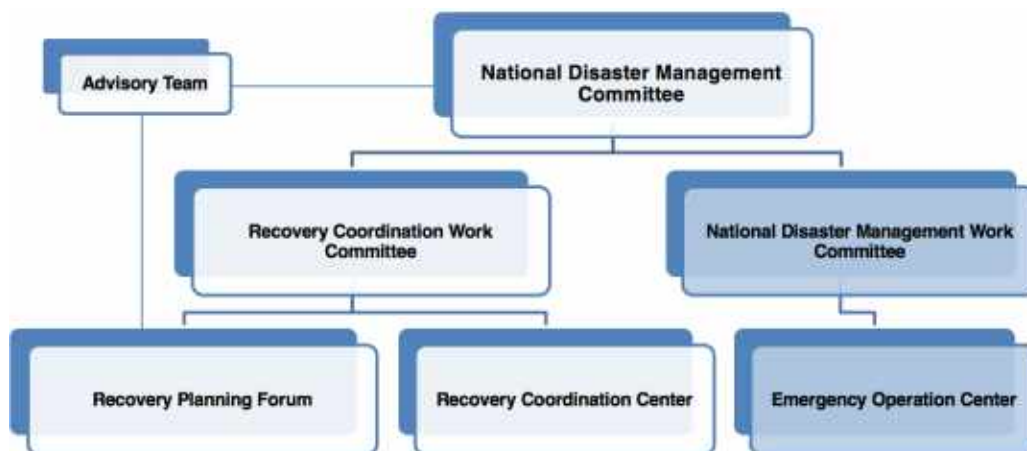 Advisory Team
National Disaster Management
Committee
Recovery Coordination Work
Committee
National Disaster Management Work
Committee
Recovery Planning Forum
Recovery Coordination Center
Emergency Operation Center